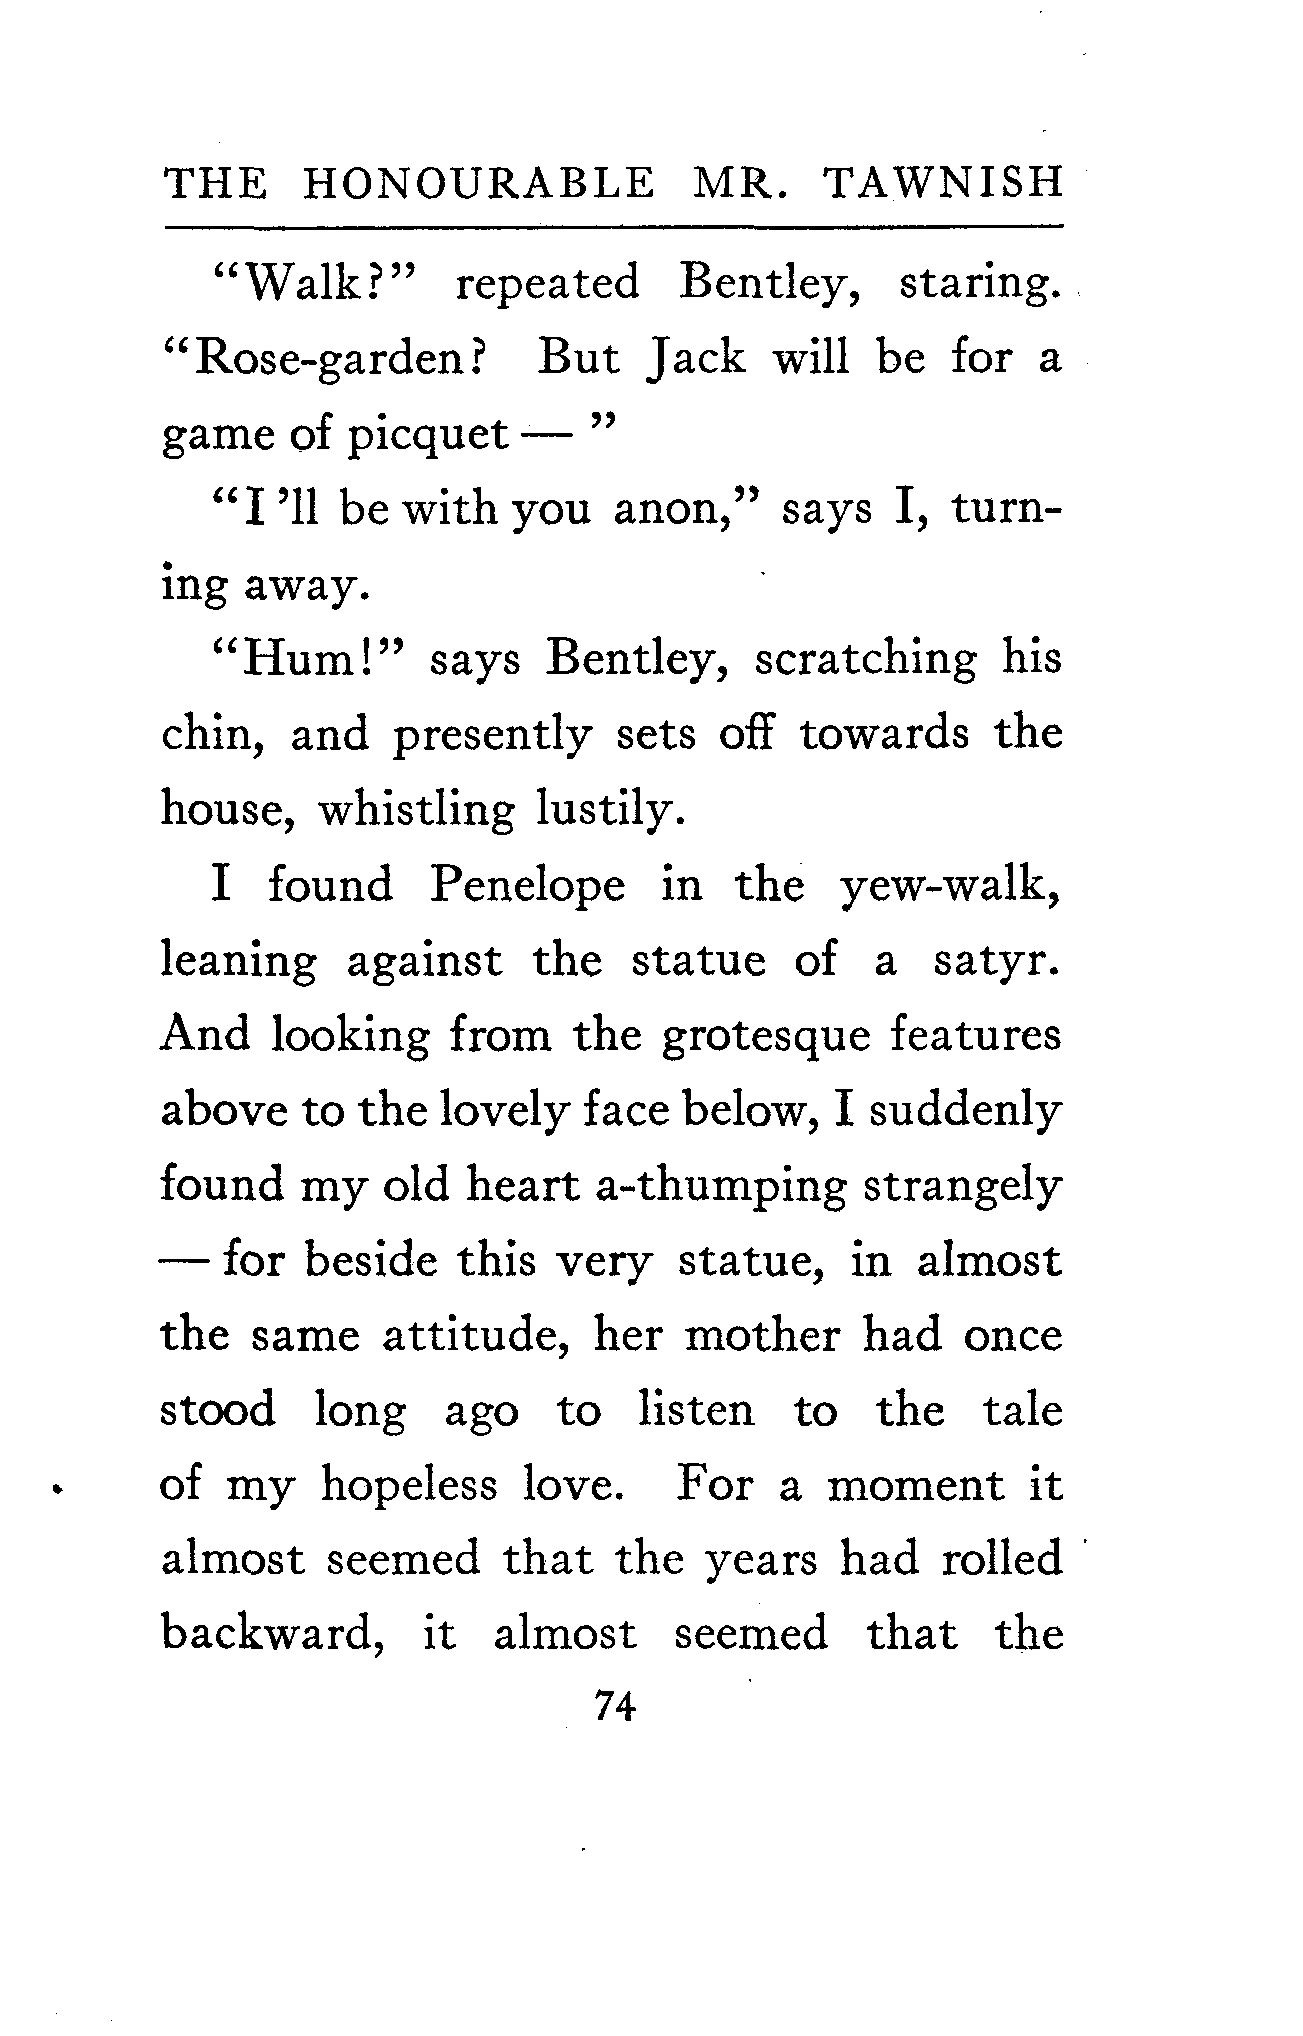 THE HONOURABLE MR. TAWNISH
“Walk?” repeated Bentley, staring.
“Rose-garden? But Jack will be for a
game of picquet — ”
“I ’ll be with you anon,” says I, turn-
ing away.
“Hum!” says Bentley, scratching his
chin, and presently sets off towards the
house, whistling lustily.
I found Penelope in the yew-walk,
leaning against the statue of a satyr.
And looking from the grotesque features
above to the lovely face below, I suddenly
found my old heart a-thumping strangely
— for beside this very statue, in almost
the same attitude, her mother had once
stood long ago to listen to the tale
of my hopeless love. For a moment it
almost seemed that the years had rolled
backward, it almost seemed that the
74